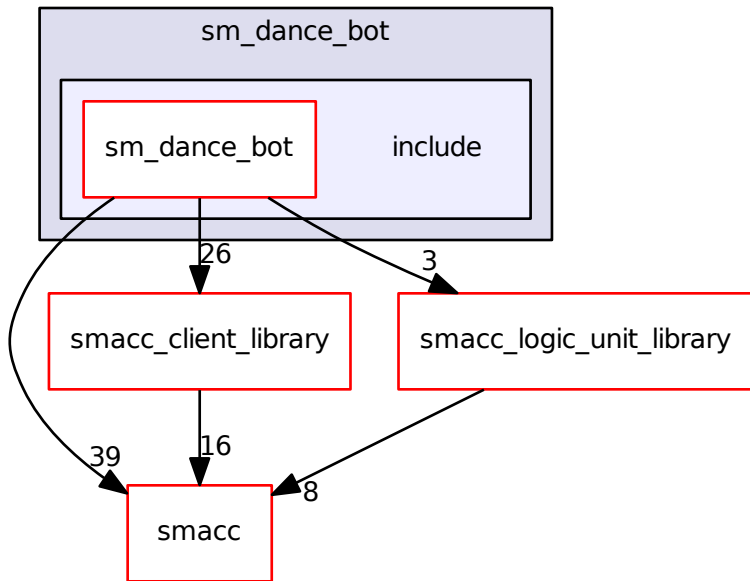 sm_dance_bot
sm_dance_bot
include
26
3
smacc_client_library
smacc_logic_unit_library
39
16
8
smacc